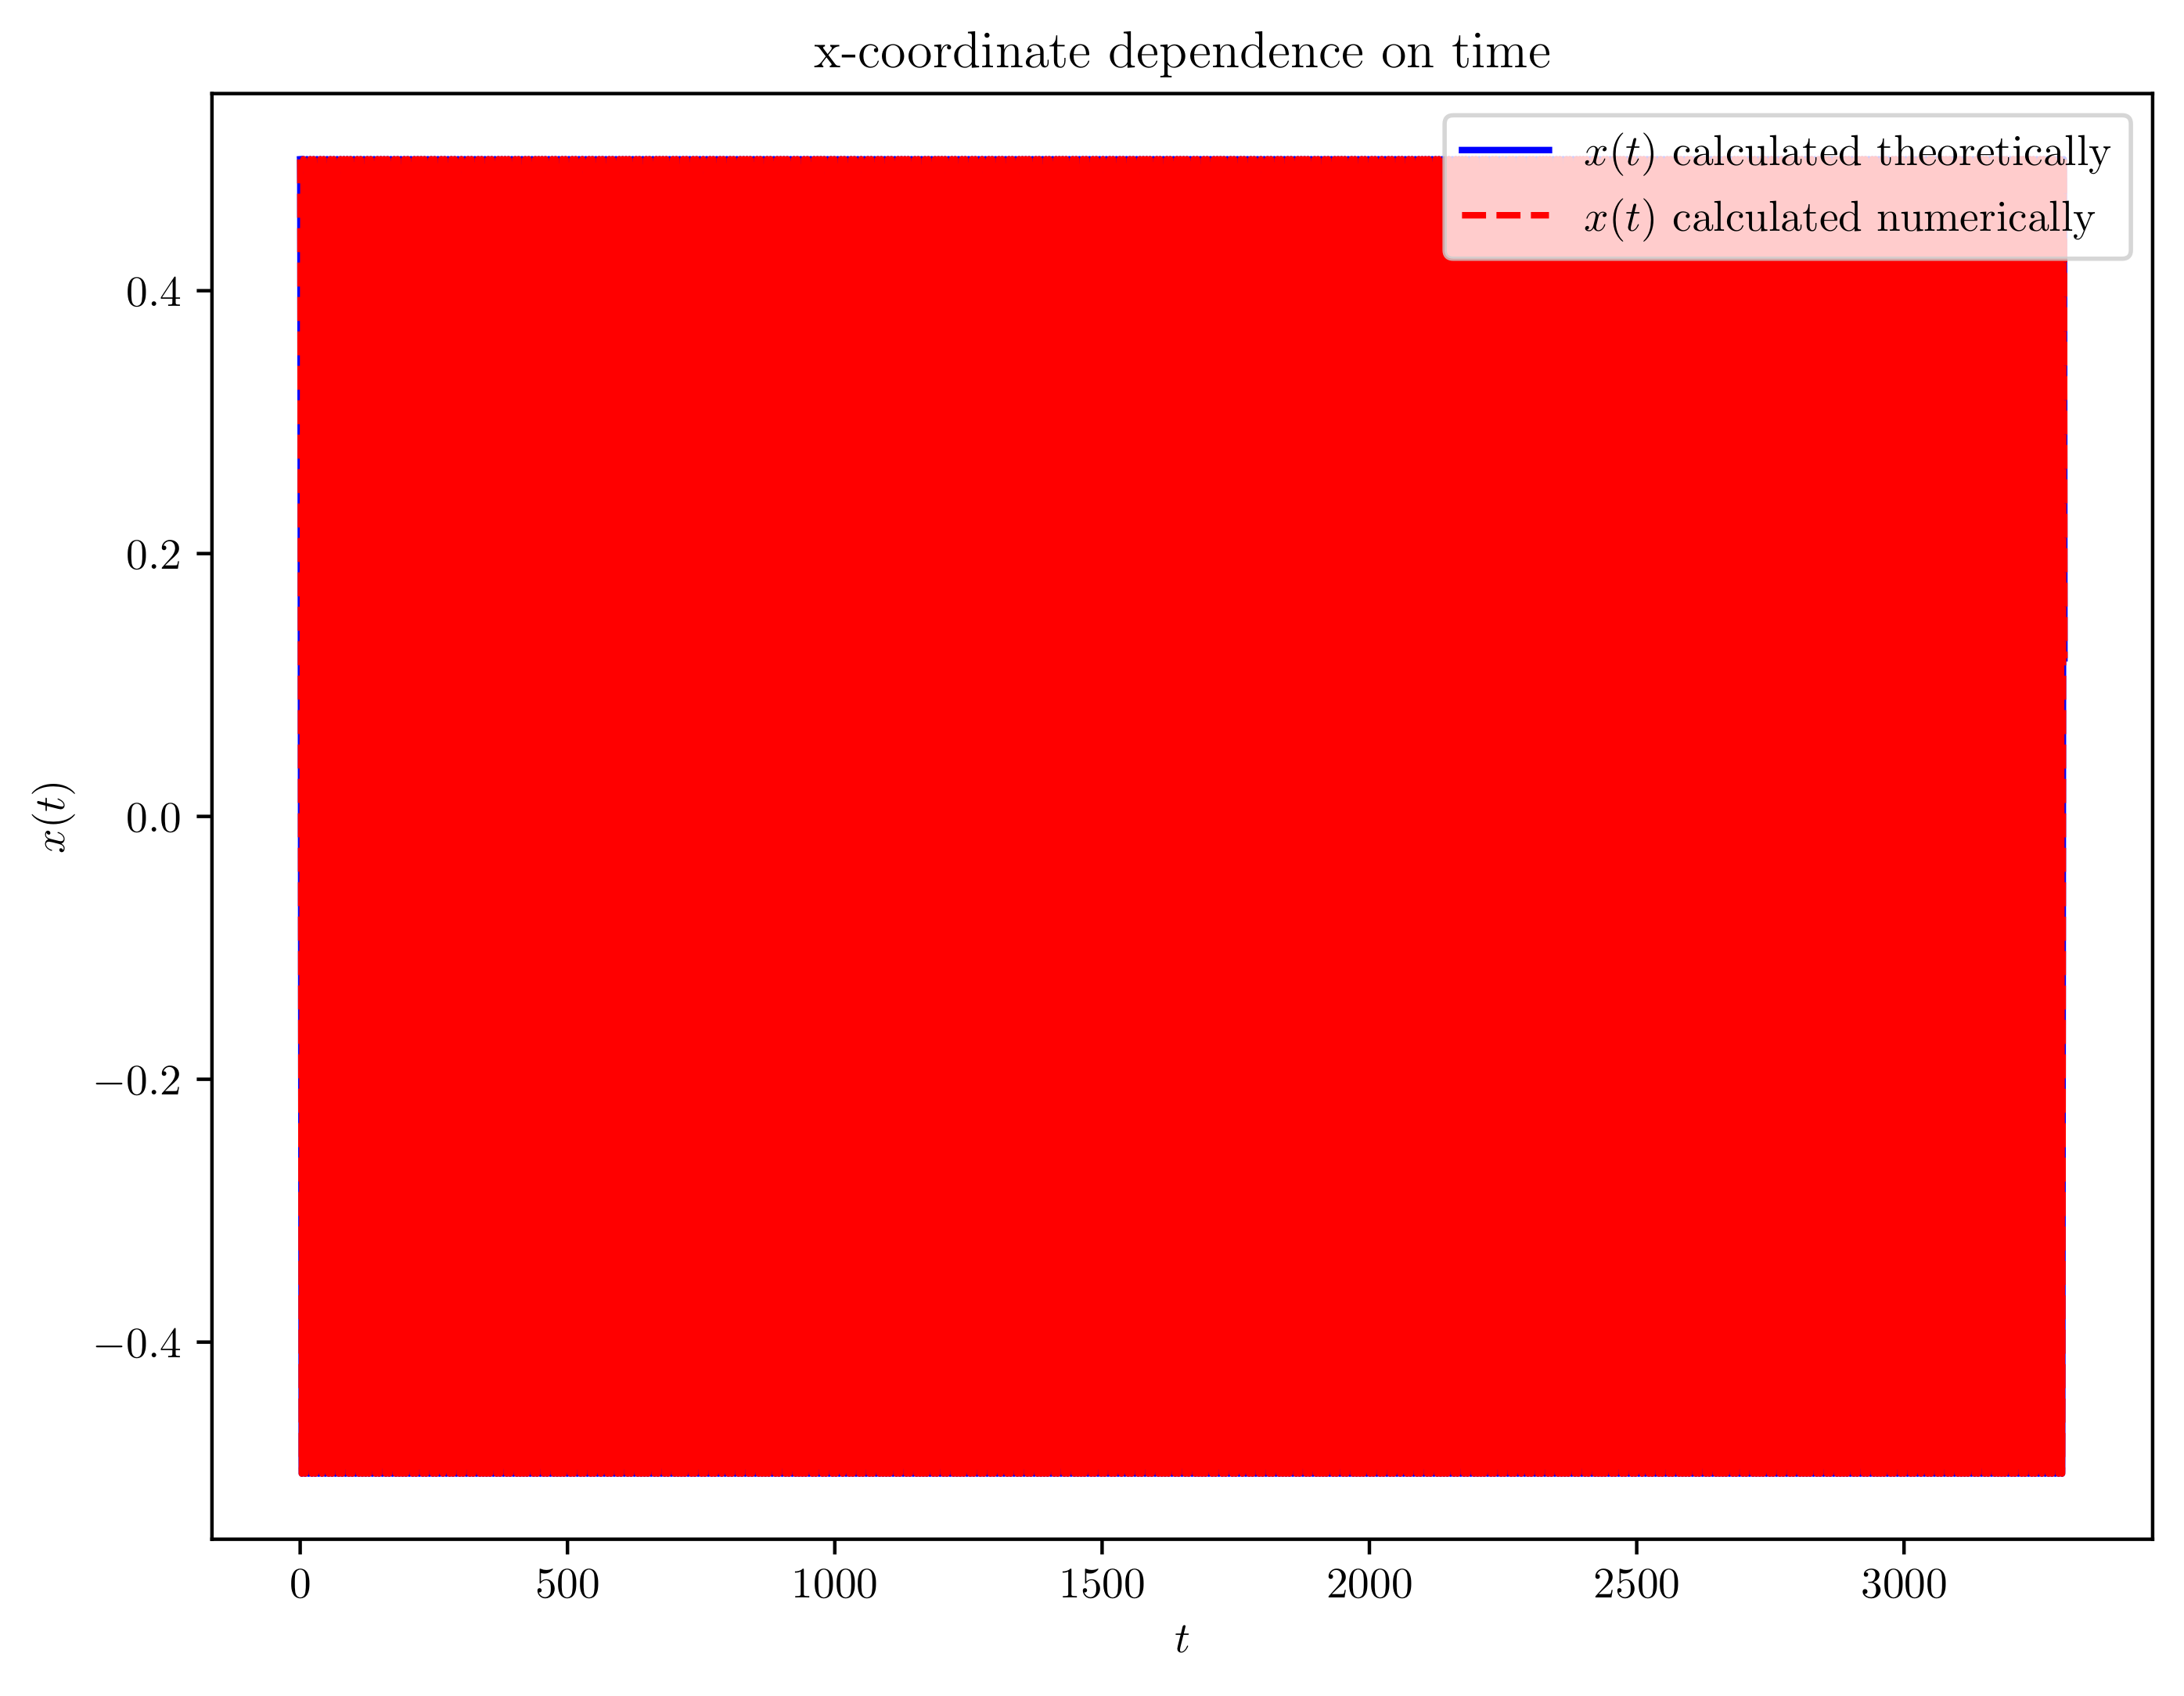 x-coordinate dependence on time
x(t) calculated theoretically
x(t) calculated numerically
0.4
0.2
0.0
−0.2
−0.4
x(t)
0 500 1000 1500 2000 2500 3000
t